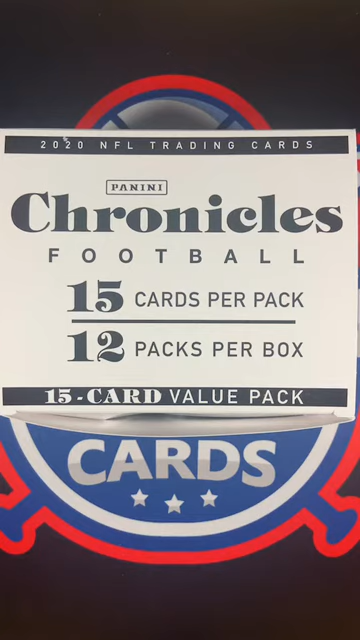 2020 NFL TRADING CARDS
PANINI
Chronicles
FOOTBALL
15 CARDS PER PACK
12 PACKS PER BOX
15-CARD VALUE PACK
CARDS